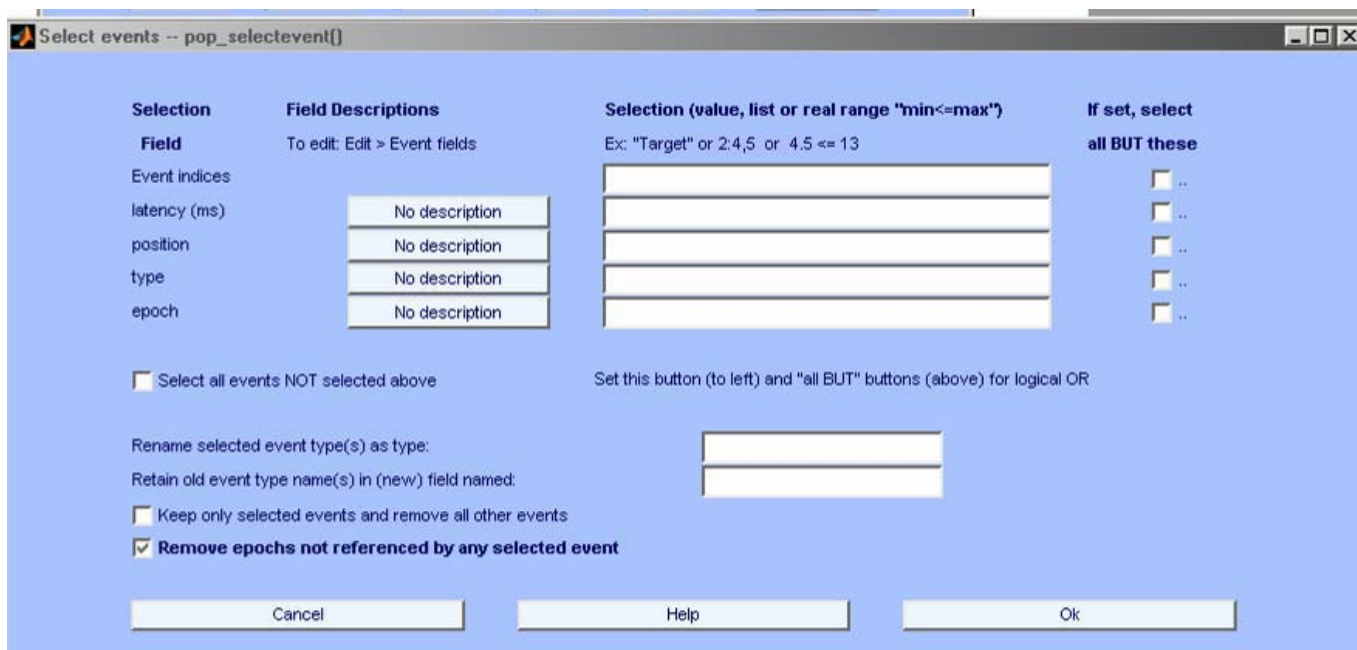 Select events -- pop_selectevent()
Selection Field Descriptions Selection (value, list or real range "min<=max") If set, select
Field To edit: Edit > Event fields Ex: "Target" or 2:4,5 or 4.5 <= 13 all BUT these
Event indices ..
latency (ms) No description ..
position No description ..
type No description ..
epoch No description ..
Select all events NOT selected above Set this button (to left) and "all BUT" buttons (above) for logical OR
Rename selected event type(s) as type:
Retain old event type name(s) in (new) field named:
Keep only selected events and remove all other events
Remove epochs not referenced by any selected event
Cancel Help Ok